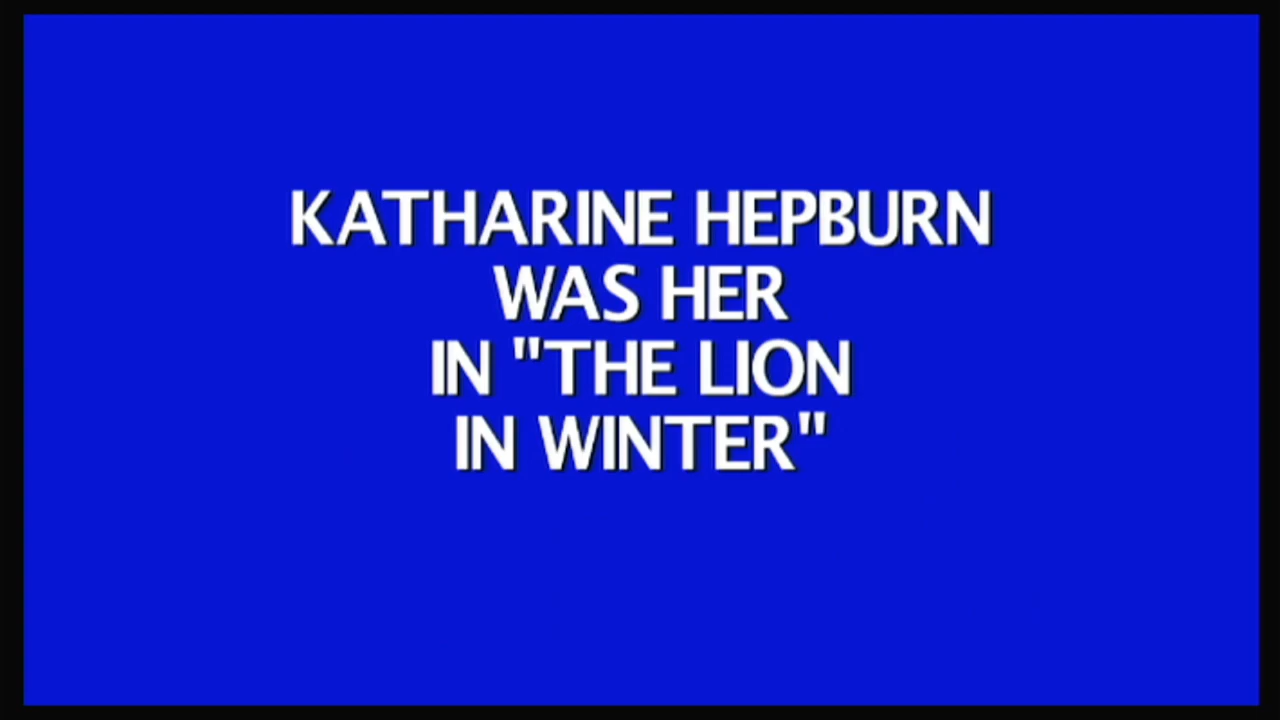 KATHARINE HEPBURN
WAS HER
IN "THE LION
IN WINTER"